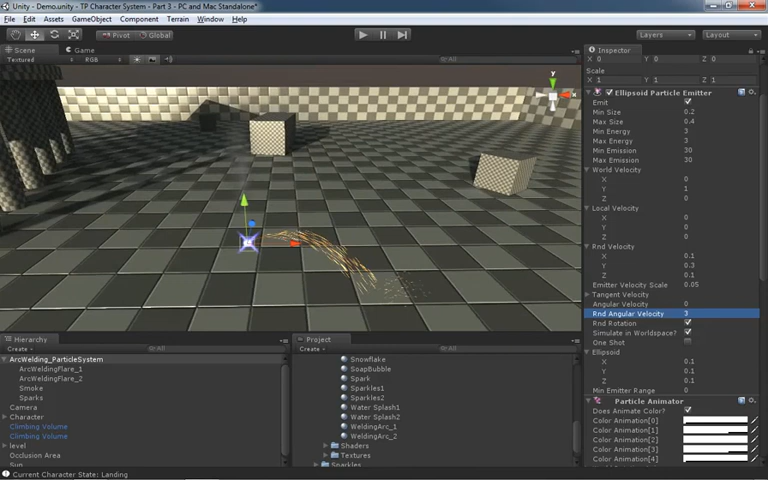 Unity - Demo.unity - TP Character System - Part 3 - PC and Mac Standalone*
File Edit Assets GameObject Component Terrain Window Help
Pivot Global Layers Layout
Scene Game
Textured RGB All
y
x
Inspector
X 0 Y 0 Z 0
Scale
X 1 Y 1 Z 1
Ellipsoid Particle Emitter
Emit
Min Size 0.2
Max Size 0.4
Min Energy 3
Max Energy 3
Min Emission 30
Max Emission 30
World Velocity
X 0
Y 1
Z 0
Local Velocity
X 0
Y 0
Z 0
Rnd Velocity
X 0.1
Y 0.3
Z 0.1
Emitter Velocity Scale 0.05
Tangent Velocity
Angular Velocity 0
Rnd Angular Velocity 3
Rnd Rotation
Simulate in Worldspace?
One Shot
Ellipsoid
X 0.1
Y 0.1
Z 0.1
Min Emitter Range 0
Particle Animator
Does Animate Color?
Color Animation[0]
Color Animation[1]
Color Animation[2]
Color Animation[3]
Color Animation[4]
Hierarchy
Create All
ArcWelding_ParticleSystem
ArcWeldingFlare_1
ArcWeldingFlare_2
Smoke
Sparks
Camera
Character
Climbing Volume
Climbing Volume
level
Occlusion Area
Sun
Project
Create All
Snowflake
SoapBubble
Spark
Sparkles1
Sparkles2
Water Splash1
Water Splash2
WeldingArc_1
WeldingArc_2
Shaders
Textures
Sparkles
Current Character State: Landing